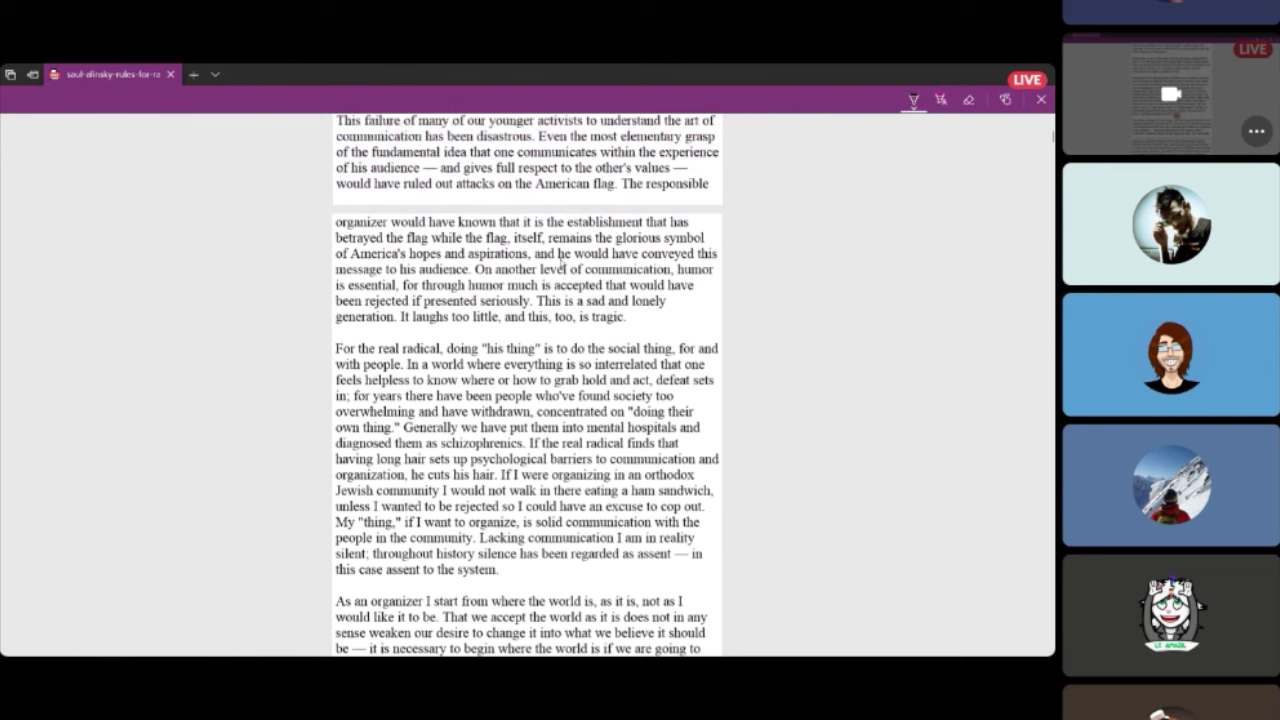 LIVE
saul-alinsky-rules-for-ra
LIVE
This failure of many of our younger activists to understand the art of
communication has been disastrous. Even the most elementary grasp
of the fundamental idea that one communicates within the experience
of his audience — and gives full respect to the other's values —
would have ruled out attacks on the American flag. The responsible
organizer would have known that it is the establishment that has
betrayed the flag while the flag, itself, remains the glorious symbol
of America's hopes and aspirations, and he would have conveyed this
message to his audience. On another level of communication, humor
is essential, for through humor much is accepted that would have
been rejected if presented seriously. This is a sad and lonely
generation. It laughs too little, and this, too, is tragic.
For the real radical, doing "his thing" is to do the social thing, for and
with people. In a world where everything is so interrelated that one
feels helpless to know where or how to grab hold and act, defeat sets
in; for years there have been people who've found society too
overwhelming and have withdrawn, concentrated on "doing their
own thing." Generally we have put them into mental hospitals and
diagnosed them as schizophrenics. If the real radical finds that
having long hair sets up psychological barriers to communication and
organization, he cuts his hair. If I were organizing in an orthodox
Jewish community I would not walk in there eating a ham sandwich,
unless I wanted to be rejected so I could have an excuse to cop out.
My "thing," if I want to organize, is solid communication with the
people in the community. Lacking communication I am in reality
silent; throughout history silence has been regarded as assent — in
this case assent to the system.
As an organizer I start from where the world is, as it is, not as I
would like it to be. That we accept the world as it is does not in any
sense weaken our desire to change it into what we believe it should
be — it is necessary to begin where the world is if we are going to